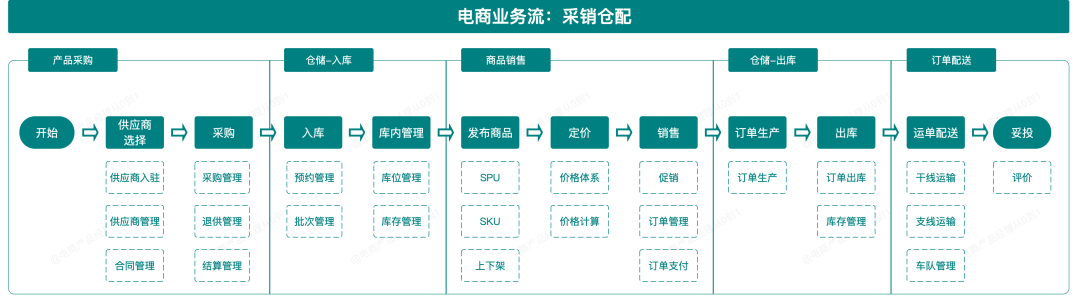 电商业务流：采销仓配
产品采购
仓储-入库
商品销售
仓储-出库
订单配送
开始
供应商
选择
采购
入库
库内管理
发布商品
定价
销售
订单生产
出库
运单配送
妥投
供应商入驻
采购管理
预约管理
库位管理
SPU
价格体系
促销
订单生产
订单出库
干线运输
评价
供应商管理
退供管理
批次管理
库存管理
SKU
价格计算
订单管理
库存管理
支线运输
合同管理
结算管理
上下架
订单支付
车队管理